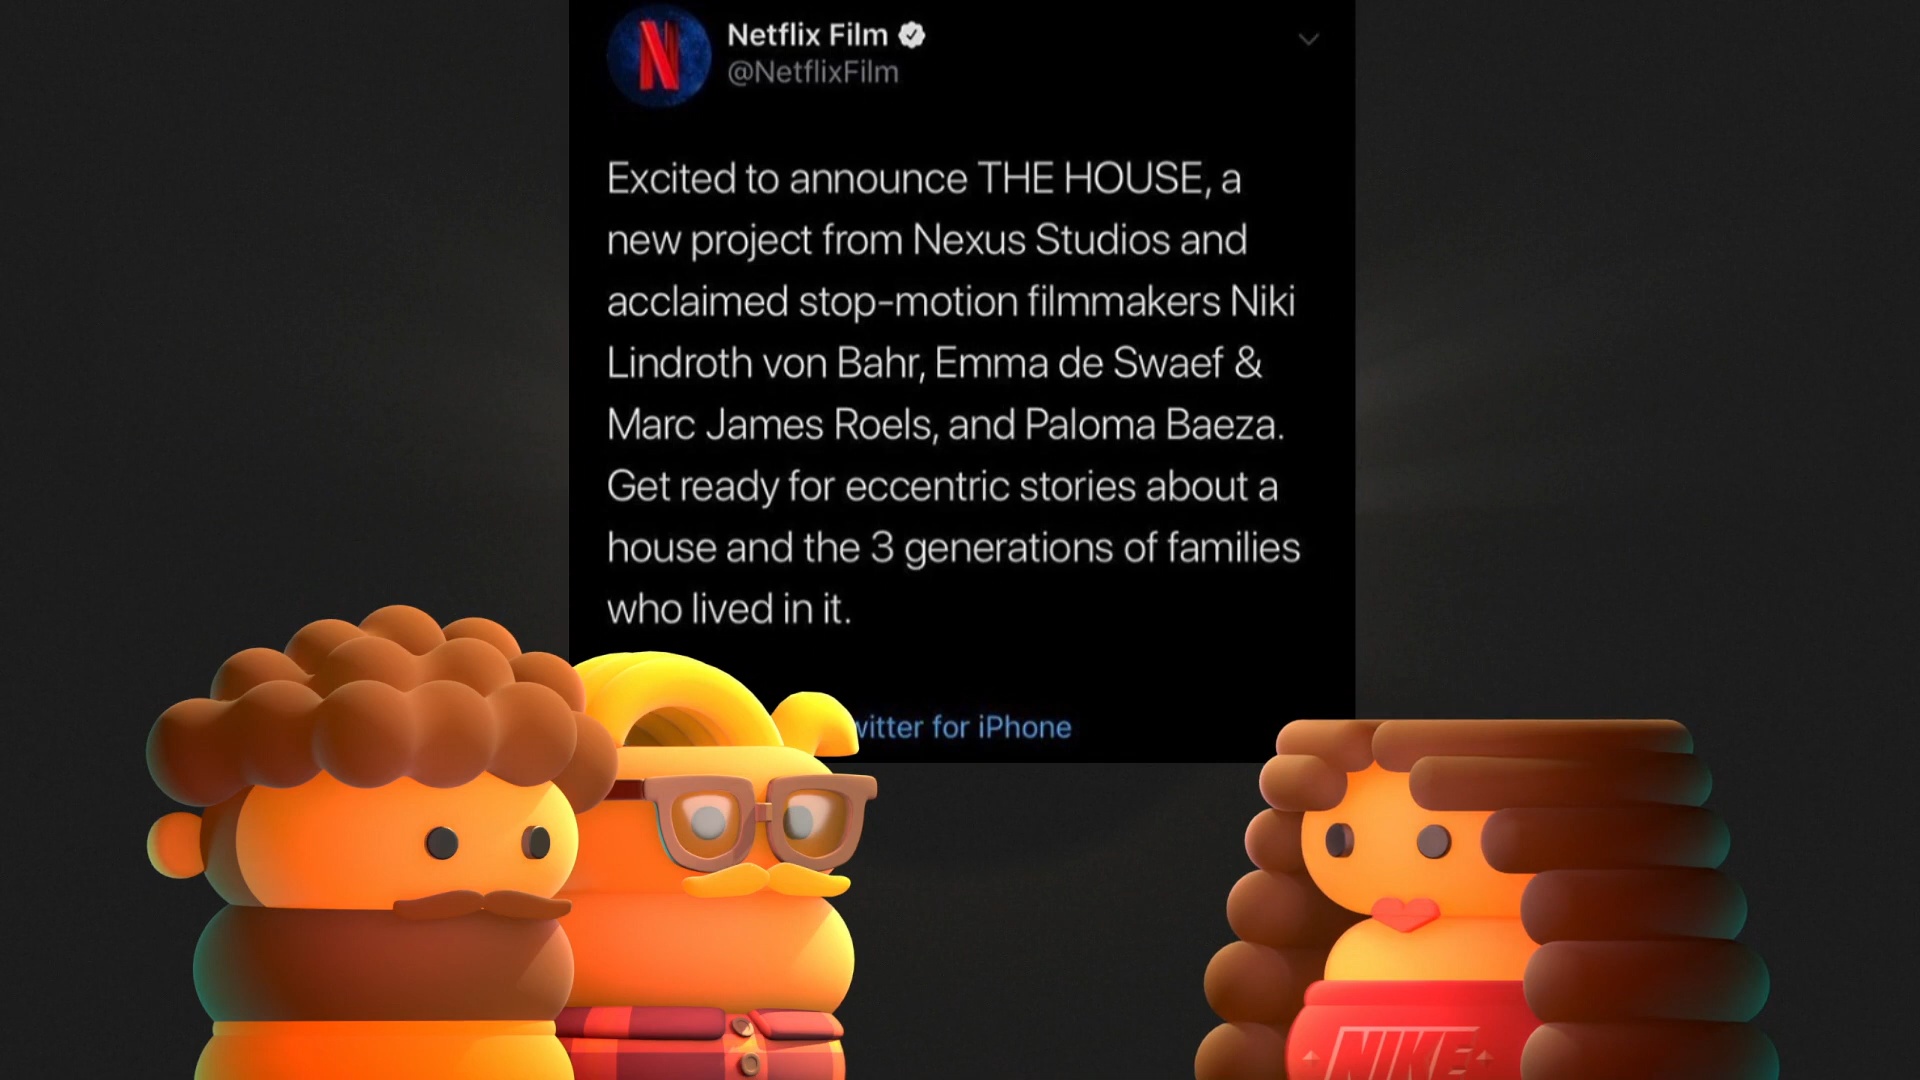 Netflix Film
@NetflixFilm
Excited to announce THE HOUSE, a
new project from Nexus Studios and
acclaimed stop-motion filmmakers Niki
Lindroth von Bahr, Emma de Swaef &
Marc James Roels, and Paloma Baeza.
Get ready for eccentric stories about a
house and the 3 generations of families
who lived in it.
witter for iPhone
NIKE